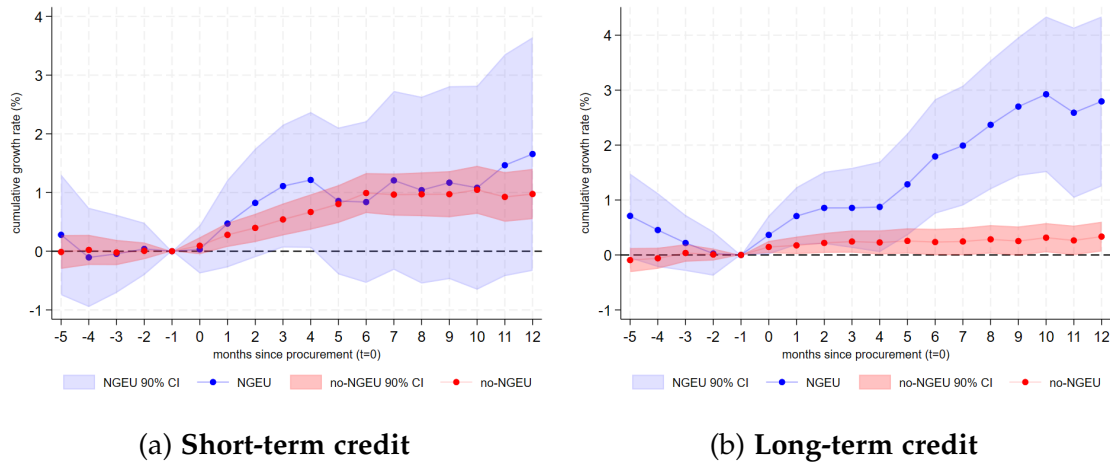 cumulative growth rate (%)
4
3
2
1
0
-1
-5 -4 -3 -2 -1 0 1 2 3 4 5 6 7 8 9 10 11 12
months since procurement (t=0)
NGEU 90% CI NGEU no-NGEU 90% CI no-NGEU
(a) Short-term credit
cumulative growth rate (%)
4
3
2
1
0
-1
-5 -4 -3 -2 -1 0 1 2 3 4 5 6 7 8 9 10 11 12
months since procurement (t=0)
NGEU 90% CI NGEU no-NGEU 90% CI no-NGEU
(b) Long-term credit